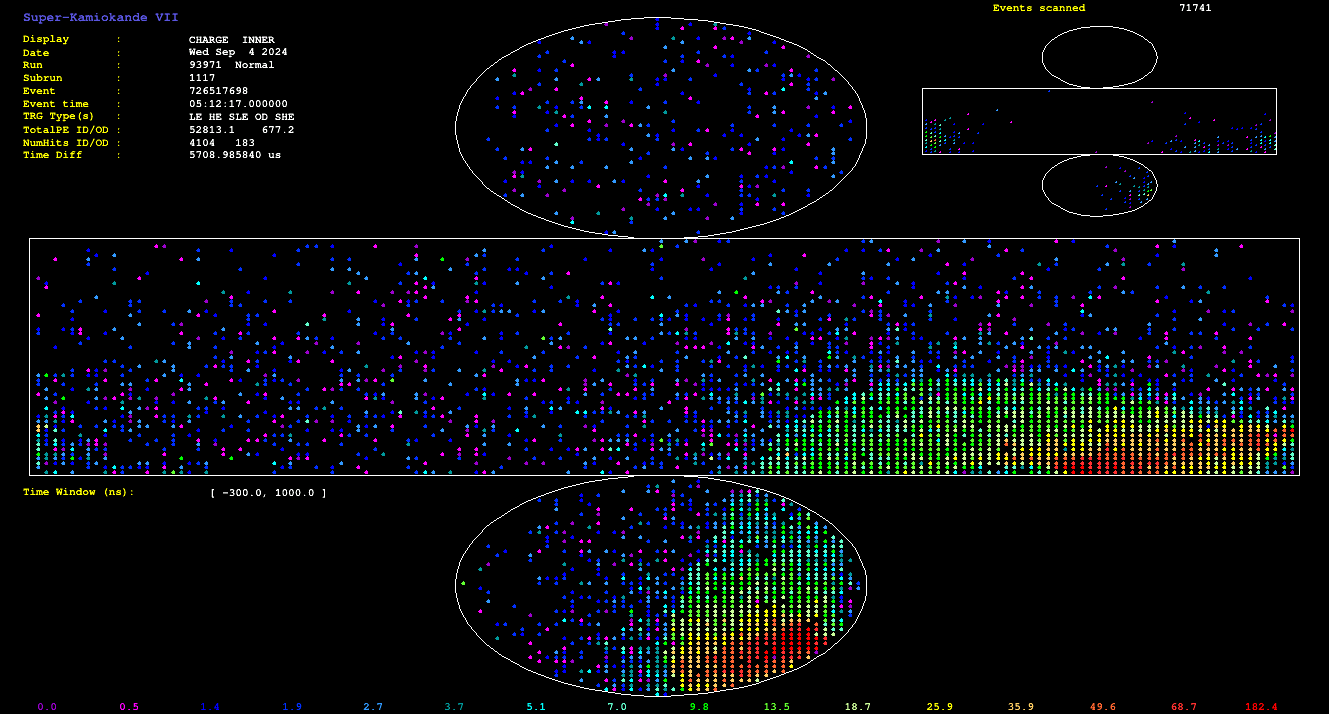 Super-Kamiokande VII
Events scanned 71741
Display : CHARGE INNER
Date : Wed Sep 4 2024
Run : 93971 Normal
Subrun : 1117
Event : 726517698
Event time : 05:12:17.000000
TRG Type(s) : LE HE SLE OD SHE
TotalPE ID/OD : 52813.1 677.2
NumHits ID/OD : 4104 183
Time Diff : 5708.985840 us
Time Window (ns): [ -300.0, 1000.0 ]
0.0 0.5 1.4 1.9 2.7 3.7 5.1 7.0 9.8 13.5 18.7 25.9 35.9 49.6 68.7 182.4